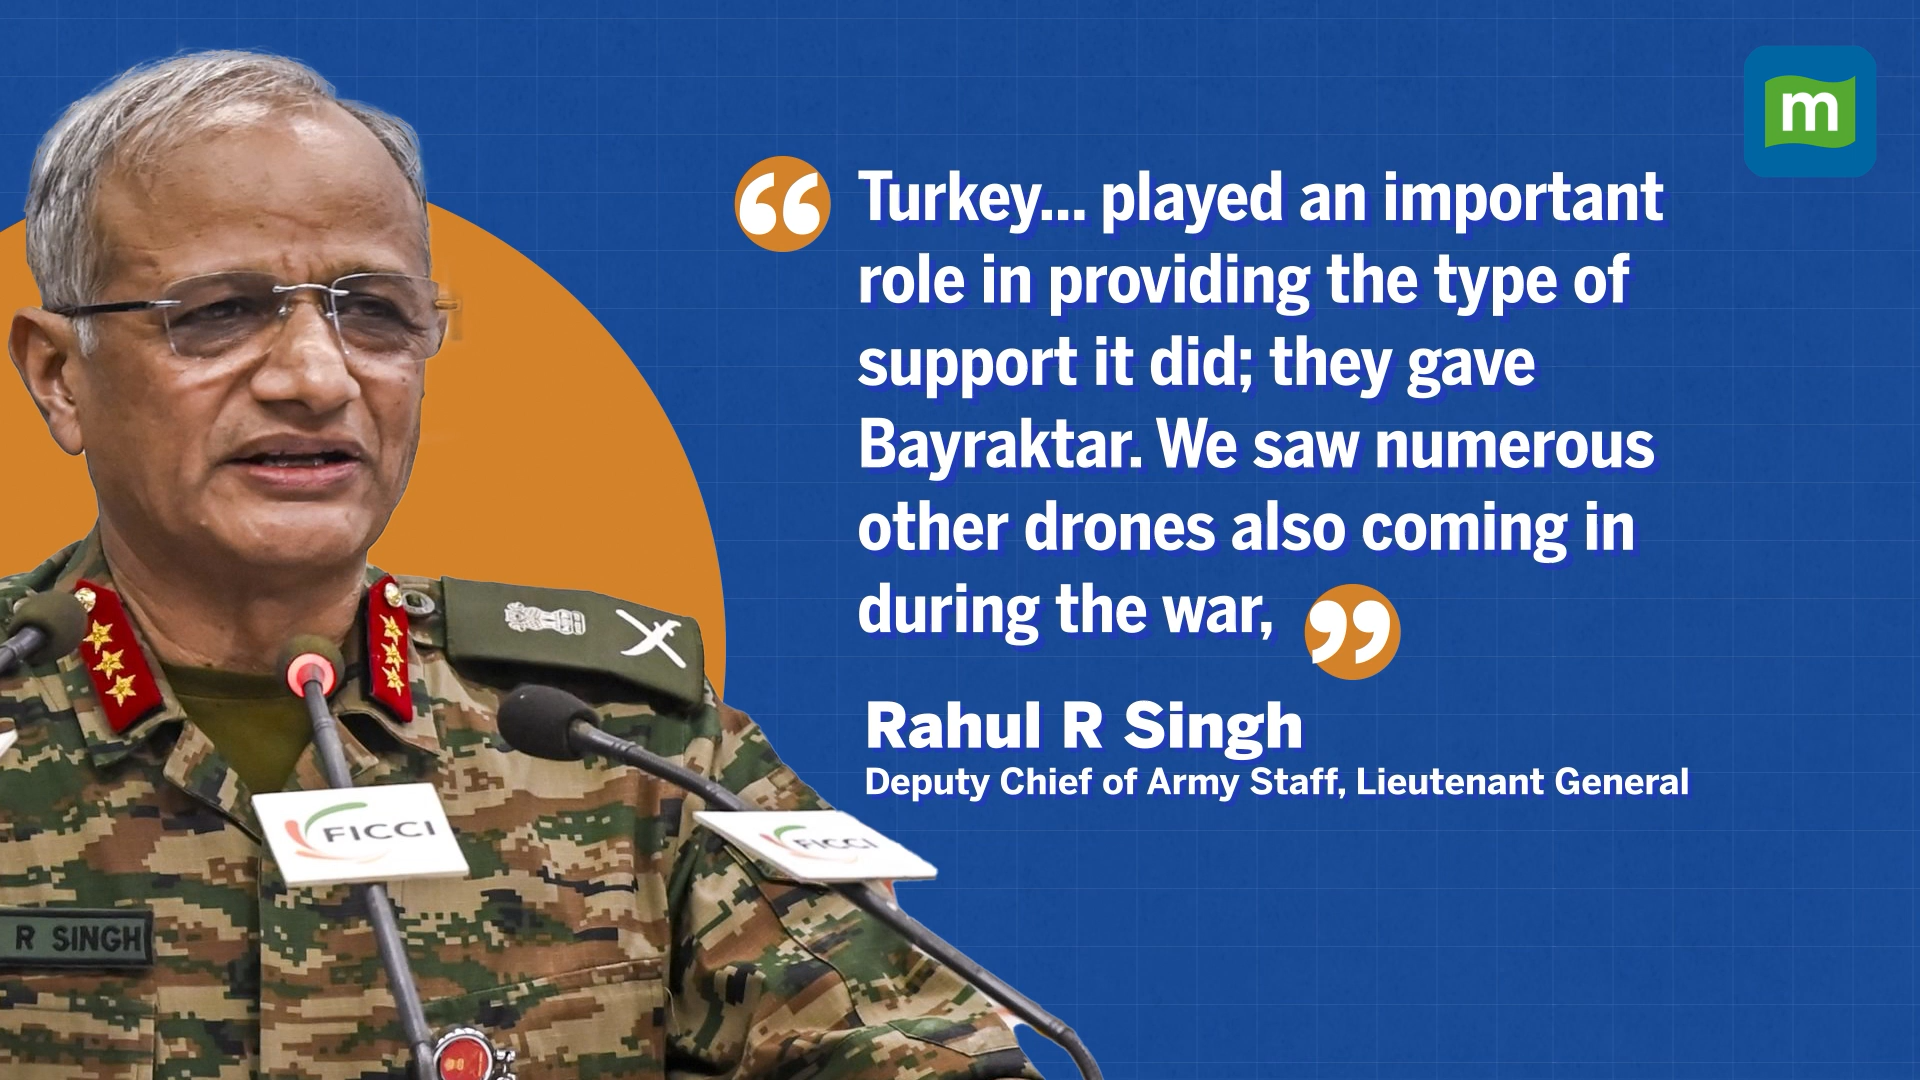 m
“ Turkey... played an important
role in providing the type of
support it did; they gave
Bayraktar. We saw numerous
other drones also coming in
during the war, ”
Rahul R Singh
Deputy Chief of Army Staff, Lieutenant General
FICCI
FICCI
R SINGH